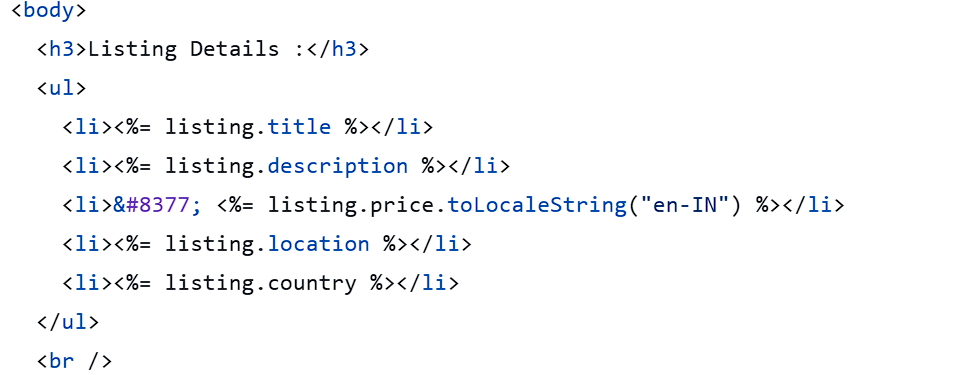 <body>
<h3>Listing Details :</h3>
<ul>
<li><%= listing.title %></li>
<li><%= listing.description %></li>
<li>&#8377; <%= listing.price.toLocaleString("en-IN") %></li>
<li><%= listing.location %></li>
<li><%= listing.country %></li>
</ul>
<br />